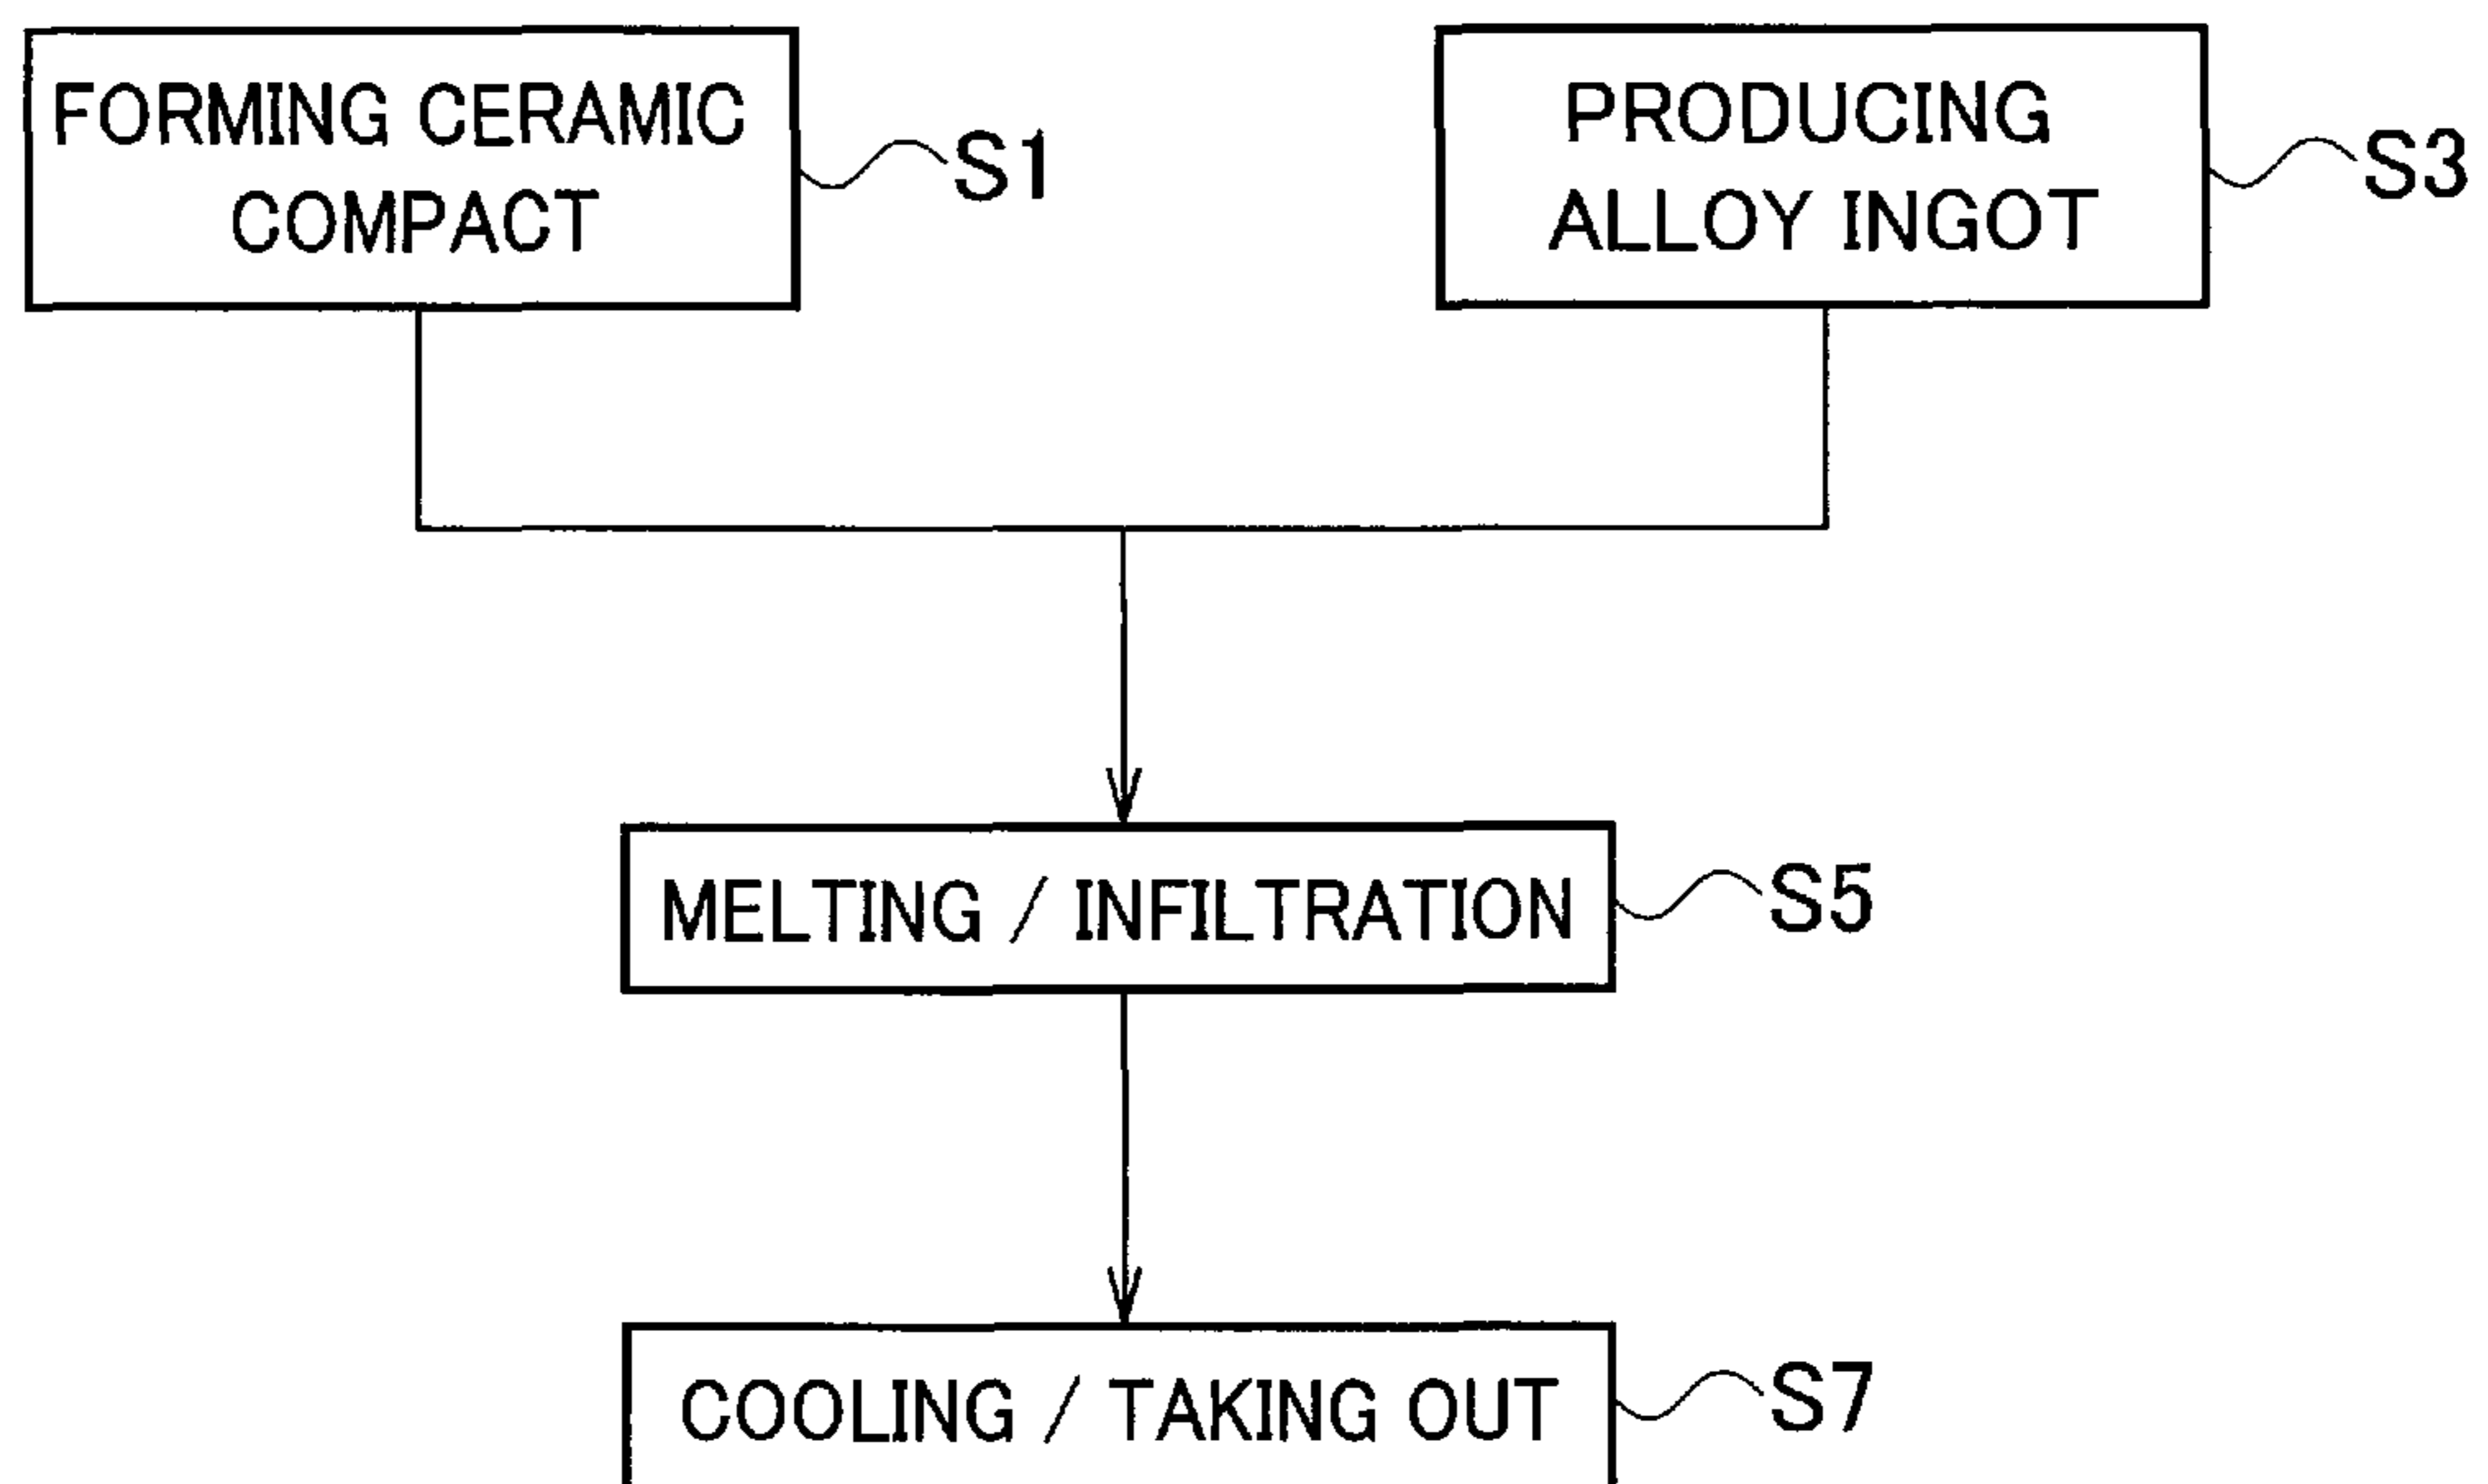 FORMING CERAMIC
COMPACT
S1
PRODUCING
ALLOY INGOT
S3
MELTING / INFILTRATION
S5
COOLING / TAKING OUT
S7